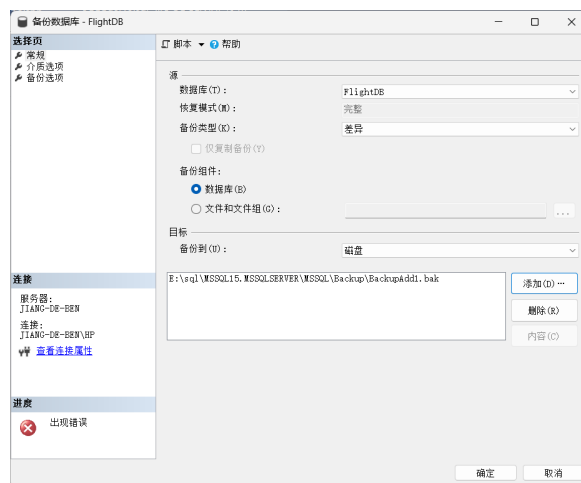 备份数据库 - FlightDB
选择页
常规
介质选项
备份选项
脚本
帮助
源
数据库(T):
FlightDB
恢复模式(M):
完整
备份类型(K):
差异
仅复制备份(Y)
备份组件:
数据库(B)
文件和文件组(G):
...
目标
备份到(U):
磁盘
E:\sql\MSSQL15.MSSQLSERVER\MSSQL\Backup\BackupAdd1.bak
添加(D)...
删除(R)
内容(C)
连接
服务器:
JIANG-DE-BEN
连接:
JIANG-DE-BEN\HP
查看连接属性
进度
出现错误
确定
取消